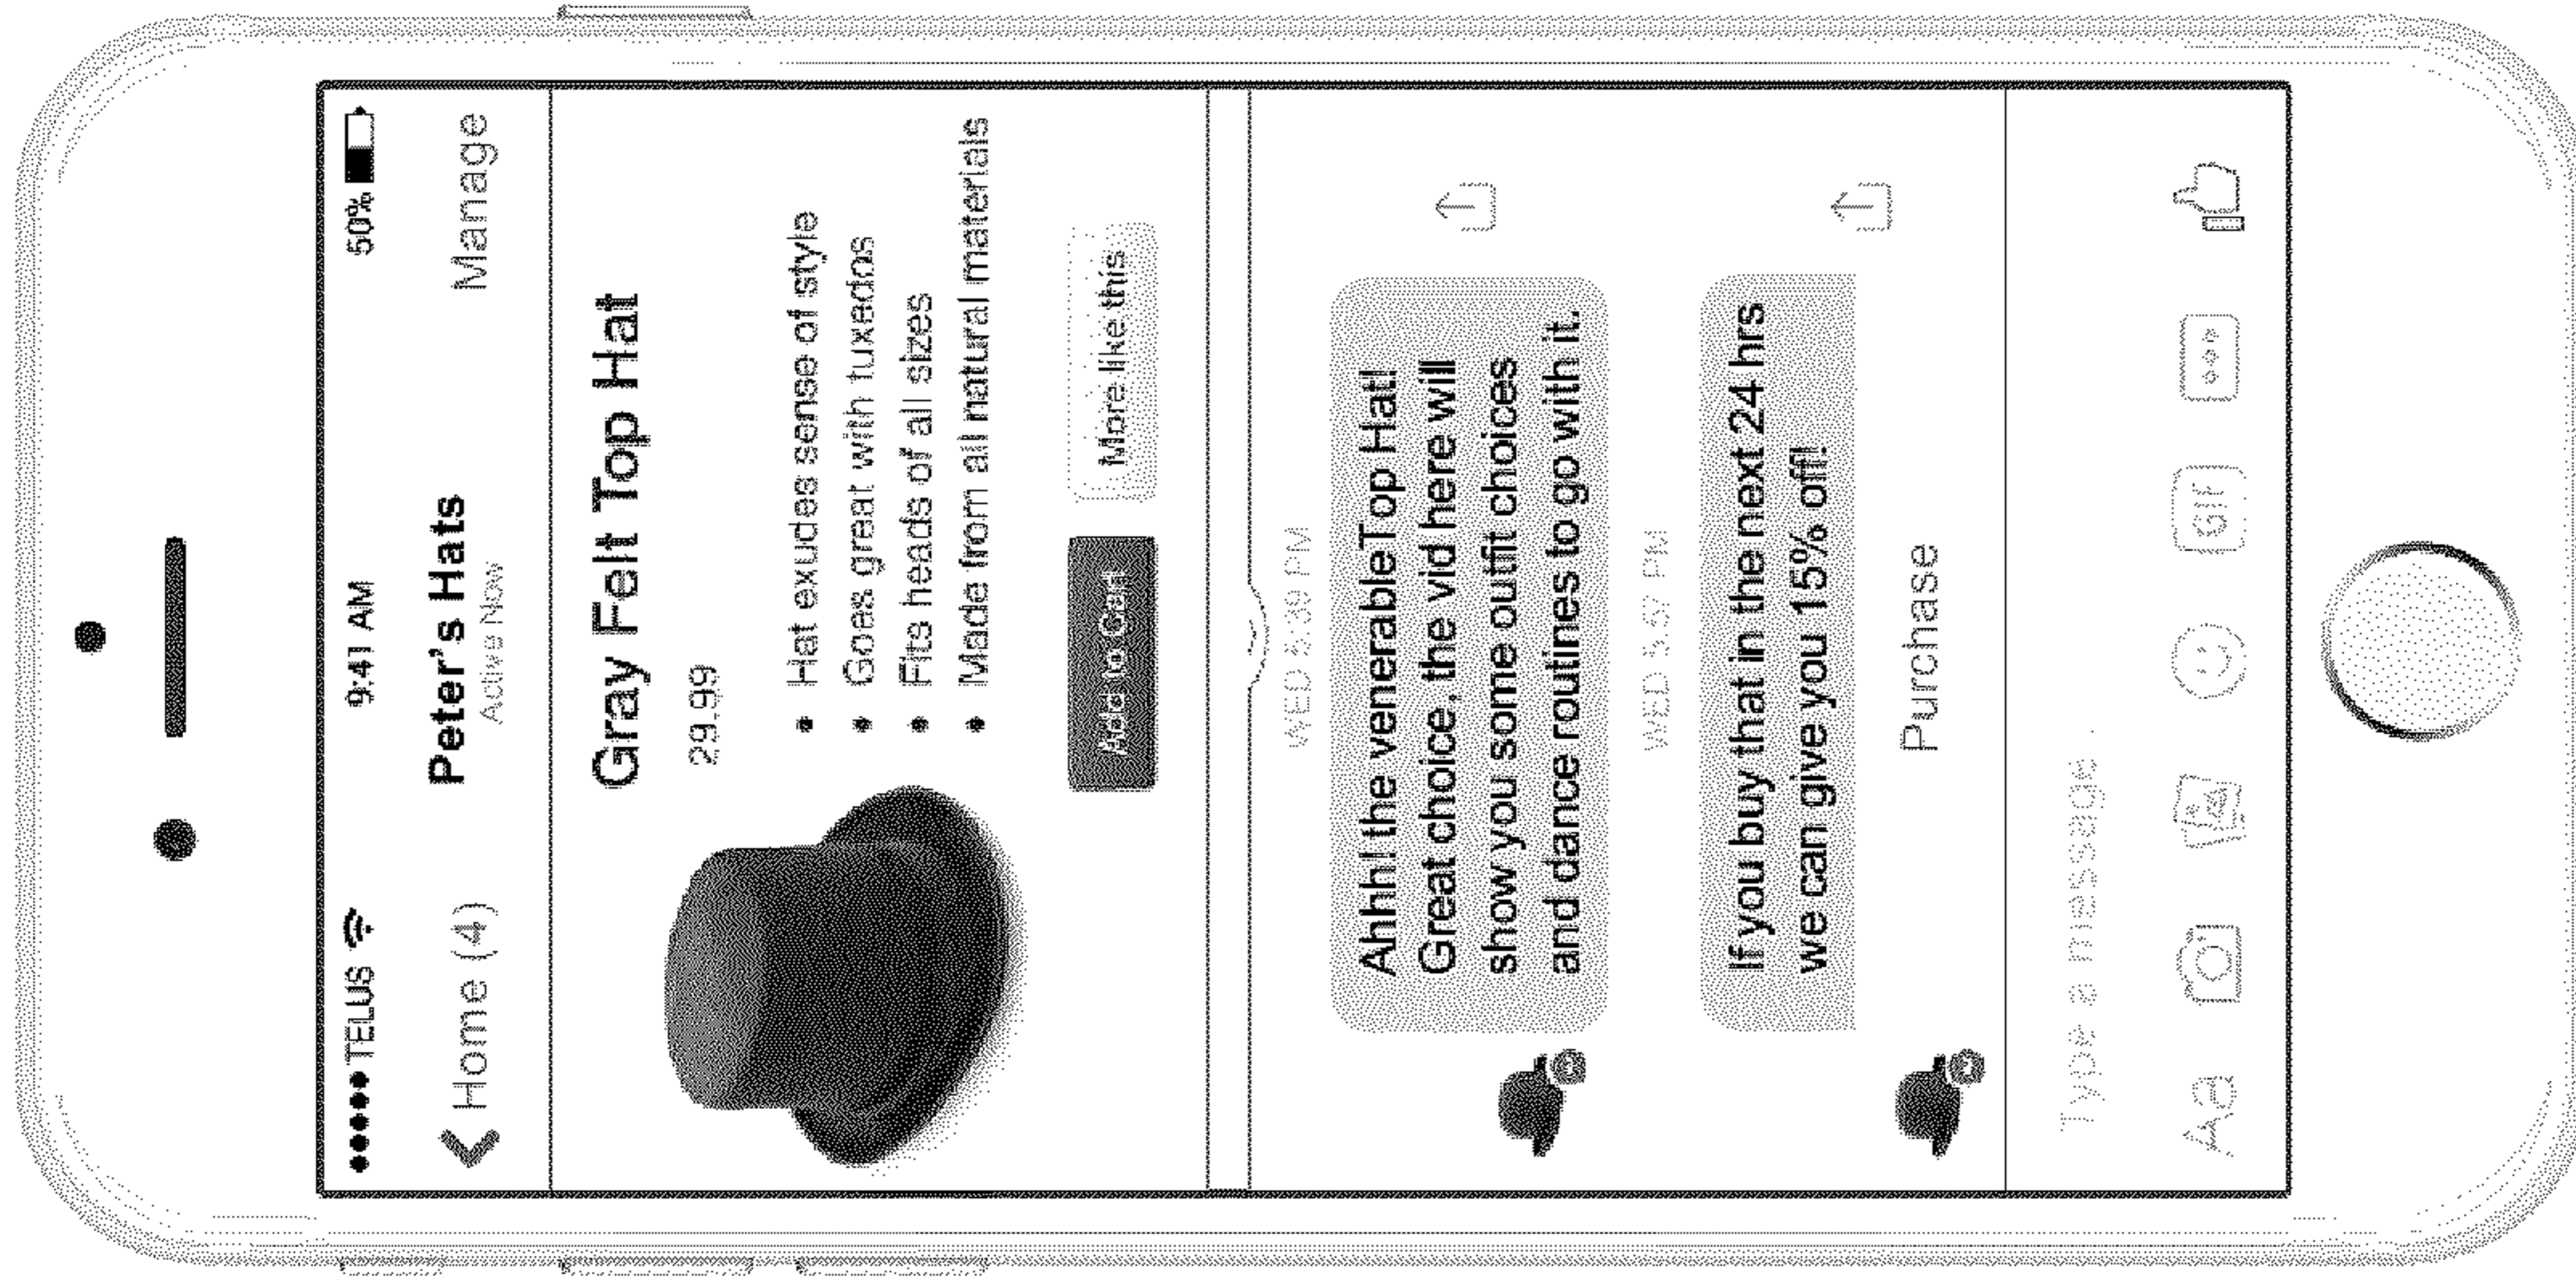 ●●●●● TELUS 9:41 AM 50%
Home (4) Peter's Hats Manage
Active Now
Gray Felt Top Hat
29.99
• Hat exudes sense of style
• Goes great with tuxedos
• Fits heads of all sizes
• Made from all natural materials
Add to Cart More like this
WED 5:39 PM
Ahhh! the venerable Top Hat!
Great choice, the vid here will
show you some outfit choices
and dance routines to go with it.
WED 5:57 PM
If you buy that in the next 24 hrs
we can give you 15% off!
Purchase
Type a message.
Aa GIF